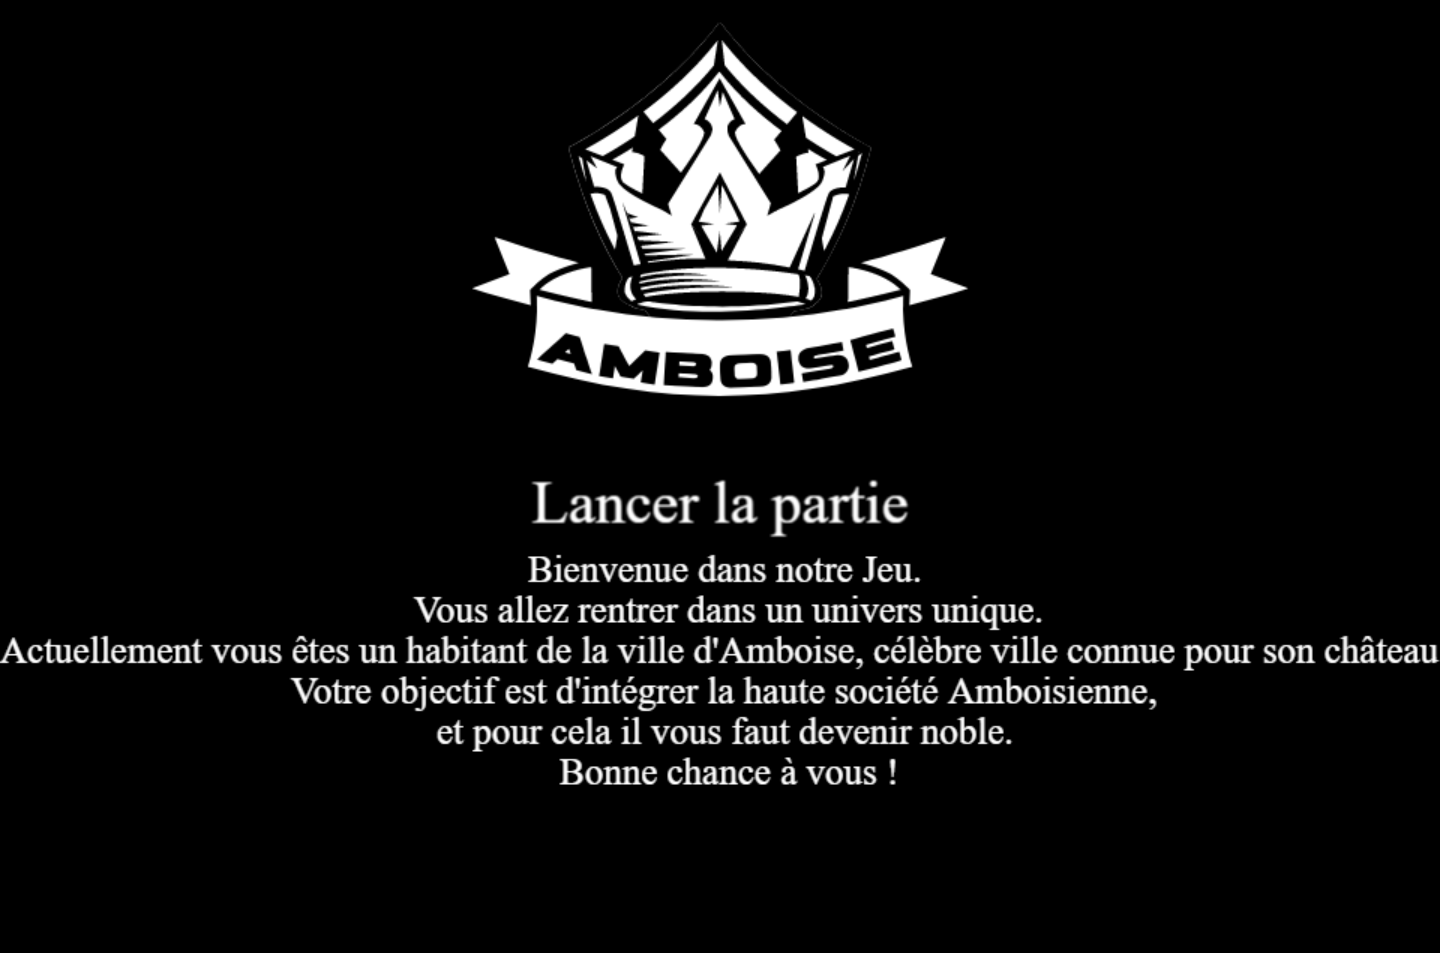 AMBOISE
Lancer la partie
Bienvenue dans notre Jeu.
Vous allez rentrer dans un univers unique.
Actuellement vous êtes un habitant de la ville d'Amboise, célèbre ville connue pour son château
Votre objectif est d'intégrer la haute société Amboisienne,
et pour cela il vous faut devenir noble.
Bonne chance à vous !